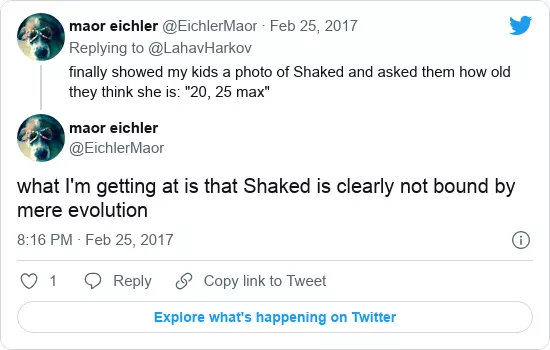 maor eichler @EichlerMaor · Feb 25, 2017
Replying to @LahavHarkov
finally showed my kids a photo of Shaked and asked them how old
they think she is: "20, 25 max"
maor eichler
@EichlerMaor
what I'm getting at is that Shaked is clearly not bound by
mere evolution
8:16 PM · Feb 25, 2017
1 Reply Copy link to Tweet
Explore what's happening on Twitter